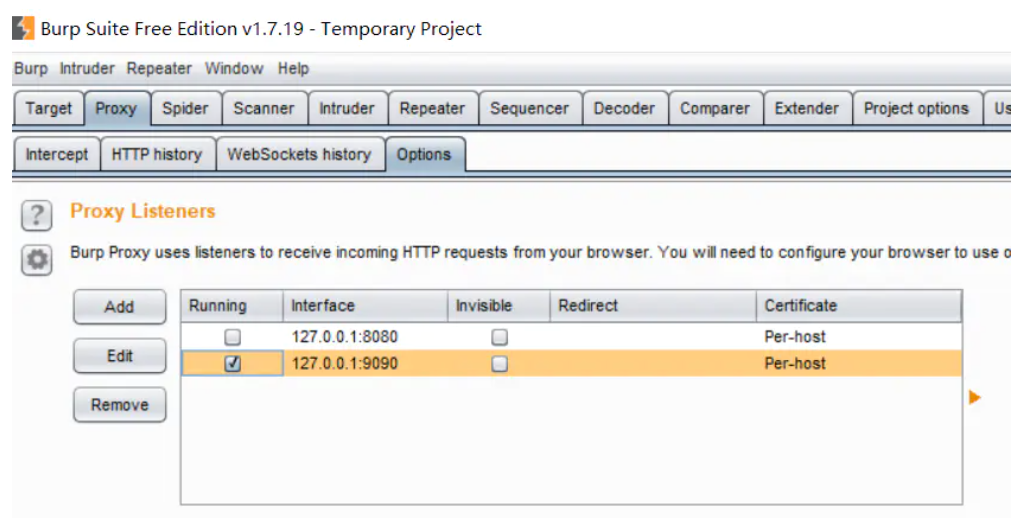 Burp Suite Free Edition v1.7.19 - Temporary Project
Burp Intruder Repeater Window Help
Target Proxy Spider Scanner Intruder Repeater Sequencer Decoder Comparer Extender Project options Us
Intercept HTTP history WebSockets history Options
? Proxy Listeners
Burp Proxy uses listeners to receive incoming HTTP requests from your browser. You will need to configure your browser to use o
Add Running Interface Invisible Redirect Certificate
127.0.0.1:8080 Per-host
Edit 127.0.0.1:9090 Per-host
Remove